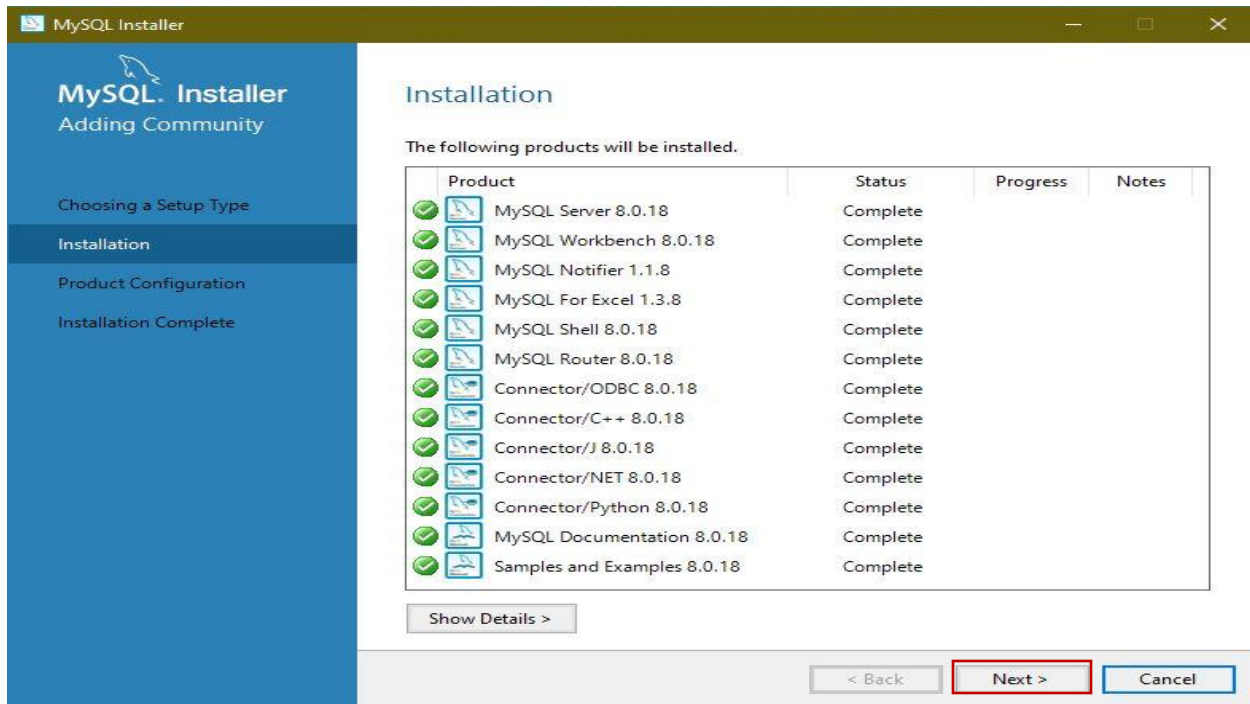 MySQL Installer
MySQL. Installer
Adding Community
Choosing a Setup Type
Installation
Product Configuration
Installation Complete
Installation
The following products will be installed.
Product Status Progress Notes
MySQL Server 8.0.18 Complete
MySQL Workbench 8.0.18 Complete
MySQL Notifier 1.1.8 Complete
MySQL For Excel 1.3.8 Complete
MySQL Shell 8.0.18 Complete
MySQL Router 8.0.18 Complete
Connector/ODBC 8.0.18 Complete
Connector/C++ 8.0.18 Complete
Connector/J 8.0.18 Complete
Connector/NET 8.0.18 Complete
Connector/Python 8.0.18 Complete
MySQL Documentation 8.0.18 Complete
Samples and Examples 8.0.18 Complete
Show Details >
< Back Next > Cancel